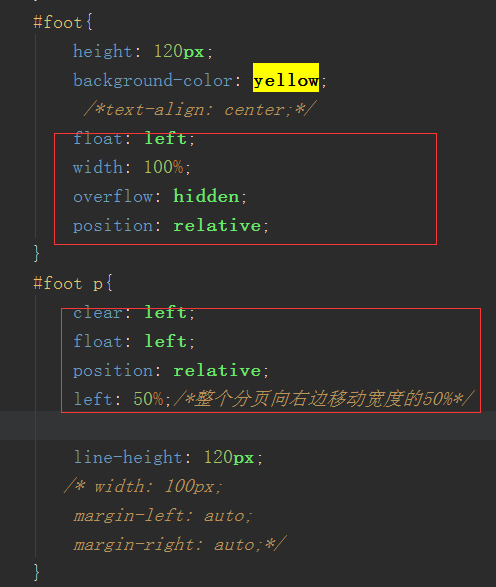 #foot{
height: 120px;
background-color: yellow;
/*text-align: center;*/
float: left;
width: 100%;
overflow: hidden;
position: relative;
}
#foot p{
clear: left;
float: left;
position: relative;
left: 50%;/*整个分页向右边移动宽度的50%*/
line-height: 120px;
/* width: 100px;
margin-left: auto;
margin-right: auto;*/
}